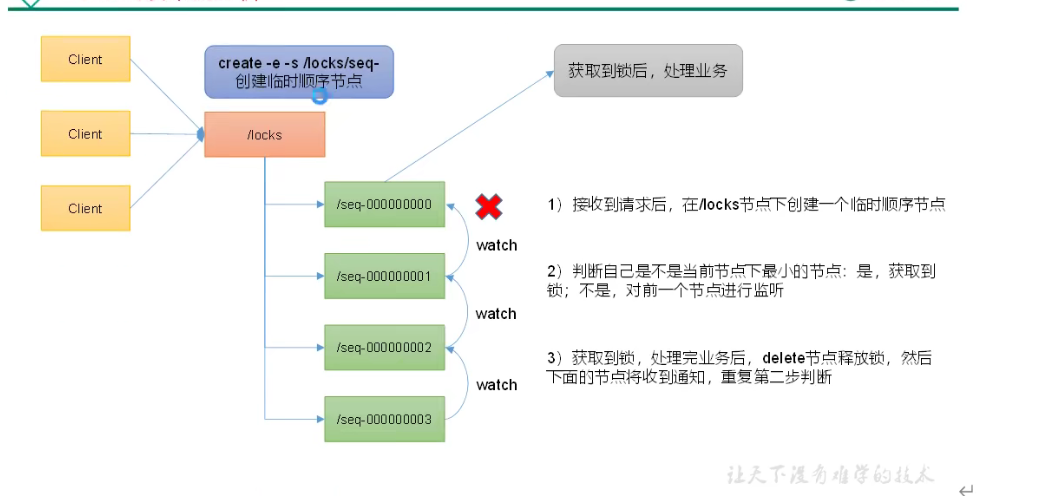 Client
create -e -s /locks/seq-
创建临时顺序节点
获取到锁后，处理业务
Client
/locks
Client
/seq-000000000
1）接收到请求后，在/locks节点下创建一个临时顺序节点
watch
/seq-000000001
2）判断自己是不是当前节点下最小的节点：是，获取到
锁；不是，对前一个节点进行监听
watch
/seq-000000002
3）获取到锁，处理完业务后，delete节点释放锁，然后
下面的节点将收到通知，重复第二步判断
watch
/seq-000000003
让天下没有难学的技术